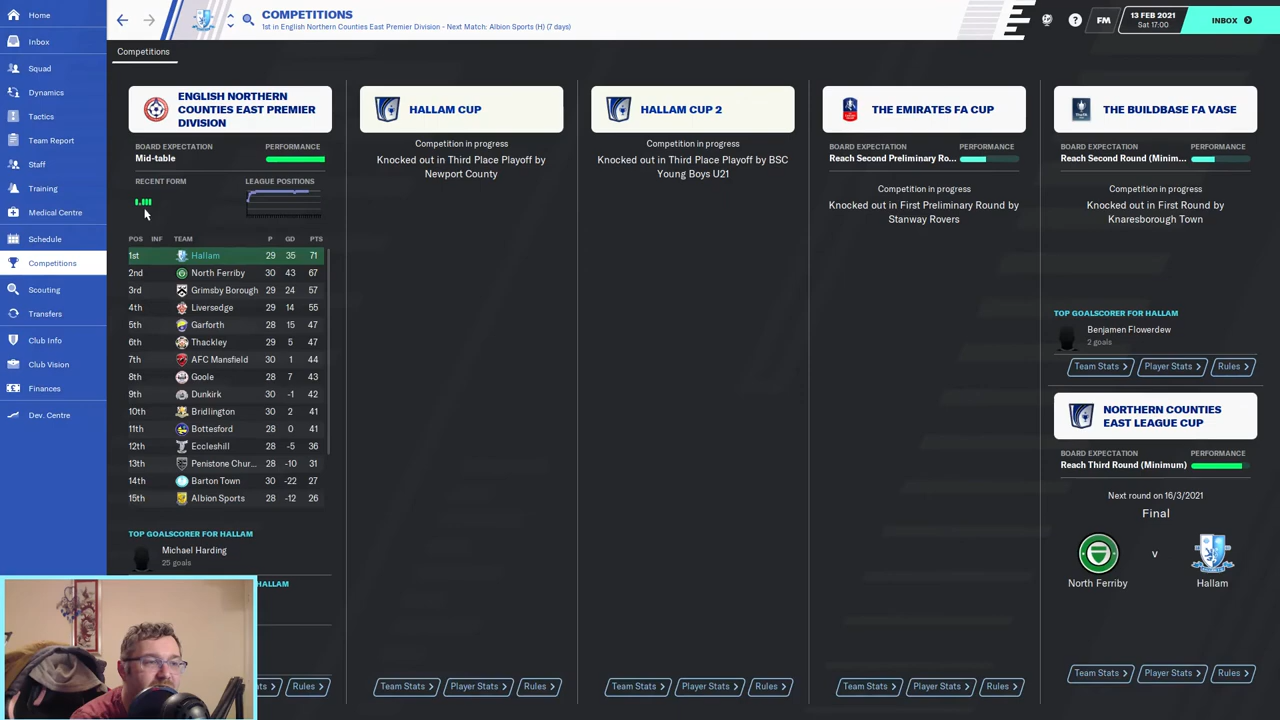 Home
Inbox
Squad
Dynamics
Tactics
Team Report
Staff
Training
Medical Centre
Schedule
Competitions
Scouting
Transfers
Club Info
Club Vision
Finances
Dev. Centre
COMPETITIONS
1st in English Northern Counties East Premier Division - Next Match: Albion Sports (H) (7 days)
FM
13 FEB 2021
Sat 17:00
INBOX
Competitions
ENGLISH NORTHERN
COUNTIES EAST PREMIER
DIVISION
BOARD EXPECTATION PERFORMANCE
Mid-table
RECENT FORM LEAGUE POSITIONS
POS INF TEAM P GD PTS
1st Hallam 29 35 71
2nd North Ferriby 30 43 67
3rd Grimsby Borough 29 24 57
4th Liversedge 29 14 55
5th Garforth 28 15 47
6th Thackley 29 5 47
7th AFC Mansfield 30 1 44
8th Goole 28 7 43
9th Dunkirk 30 -1 42
10th Bridlington 30 2 41
11th Bottesford 28 0 41
12th Eccleshill 28 -5 36
13th Penistone Chur... 28 -10 31
14th Barton Town 30 -22 27
15th Albion Sports 28 -12 26
TOP GOALSCORER FOR HALLAM
Michael Harding
25 goals
HALLAM
Rules
HALLAM CUP
Competition in progress
Knocked out in Third Place Playoff by
Newport County
Team Stats Player Stats Rules
HALLAM CUP 2
Competition in progress
Knocked out in Third Place Playoff by BSC
Young Boys U21
Team Stats Player Stats Rules
THE EMIRATES FA CUP
BOARD EXPECTATION PERFORMANCE
Reach Second Preliminary Ro...
Competition in progress
Knocked out in First Preliminary Round by
Stanway Rovers
Team Stats Player Stats Rules
THE BUILDBASE FA VASE
BOARD EXPECTATION PERFORMANCE
Reach Second Round (Minim...
Competition in progress
Knocked out in First Round by
Knaresborough Town
TOP GOALSCORER FOR HALLAM
Benjamen Flowerdew
2 goals
Team Stats Player Stats Rules
NORTHERN COUNTIES
EAST LEAGUE CUP
BOARD EXPECTATION PERFORMANCE
Reach Third Round (Minimum)
Next round on 16/3/2021
Final
v
North Ferriby Hallam
Team Stats Player Stats Rules